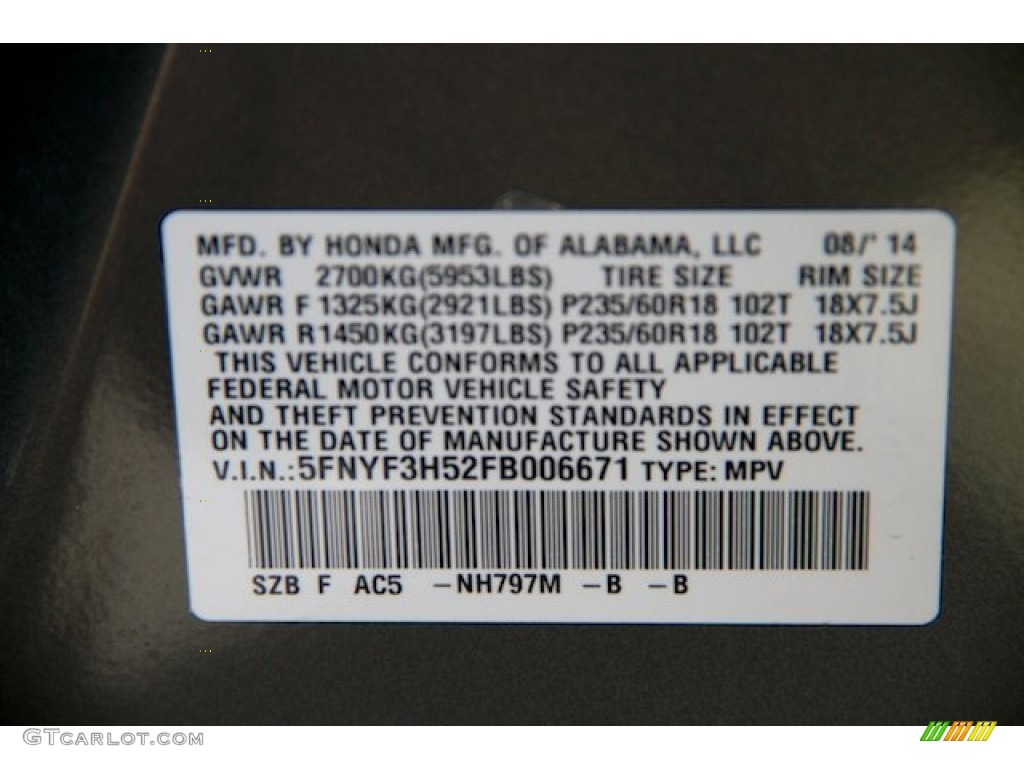 MFD. BY HONDA MFG. OF ALABAMA, LLC 08/' 14
GVWR 2700KG(5953LBS) TIRE SIZE RIM SIZE
GAWR F 1325KG(2921LBS) P235/60R18 102T 18X7.5J
GAWR R1450KG(3197LBS) P235/60R18 102T 18X7.5J
THIS VEHICLE CONFORMS TO ALL APPLICABLE
FEDERAL MOTOR VEHICLE SAFETY
AND THEFT PREVENTION STANDARDS IN EFFECT
ON THE DATE OF MANUFACTURE SHOWN ABOVE.
V.I.N.:5FNYF3H52FB006671 TYPE: MPV
SZB F AC5 –NH797M –B –B
GTCARLOT.COM